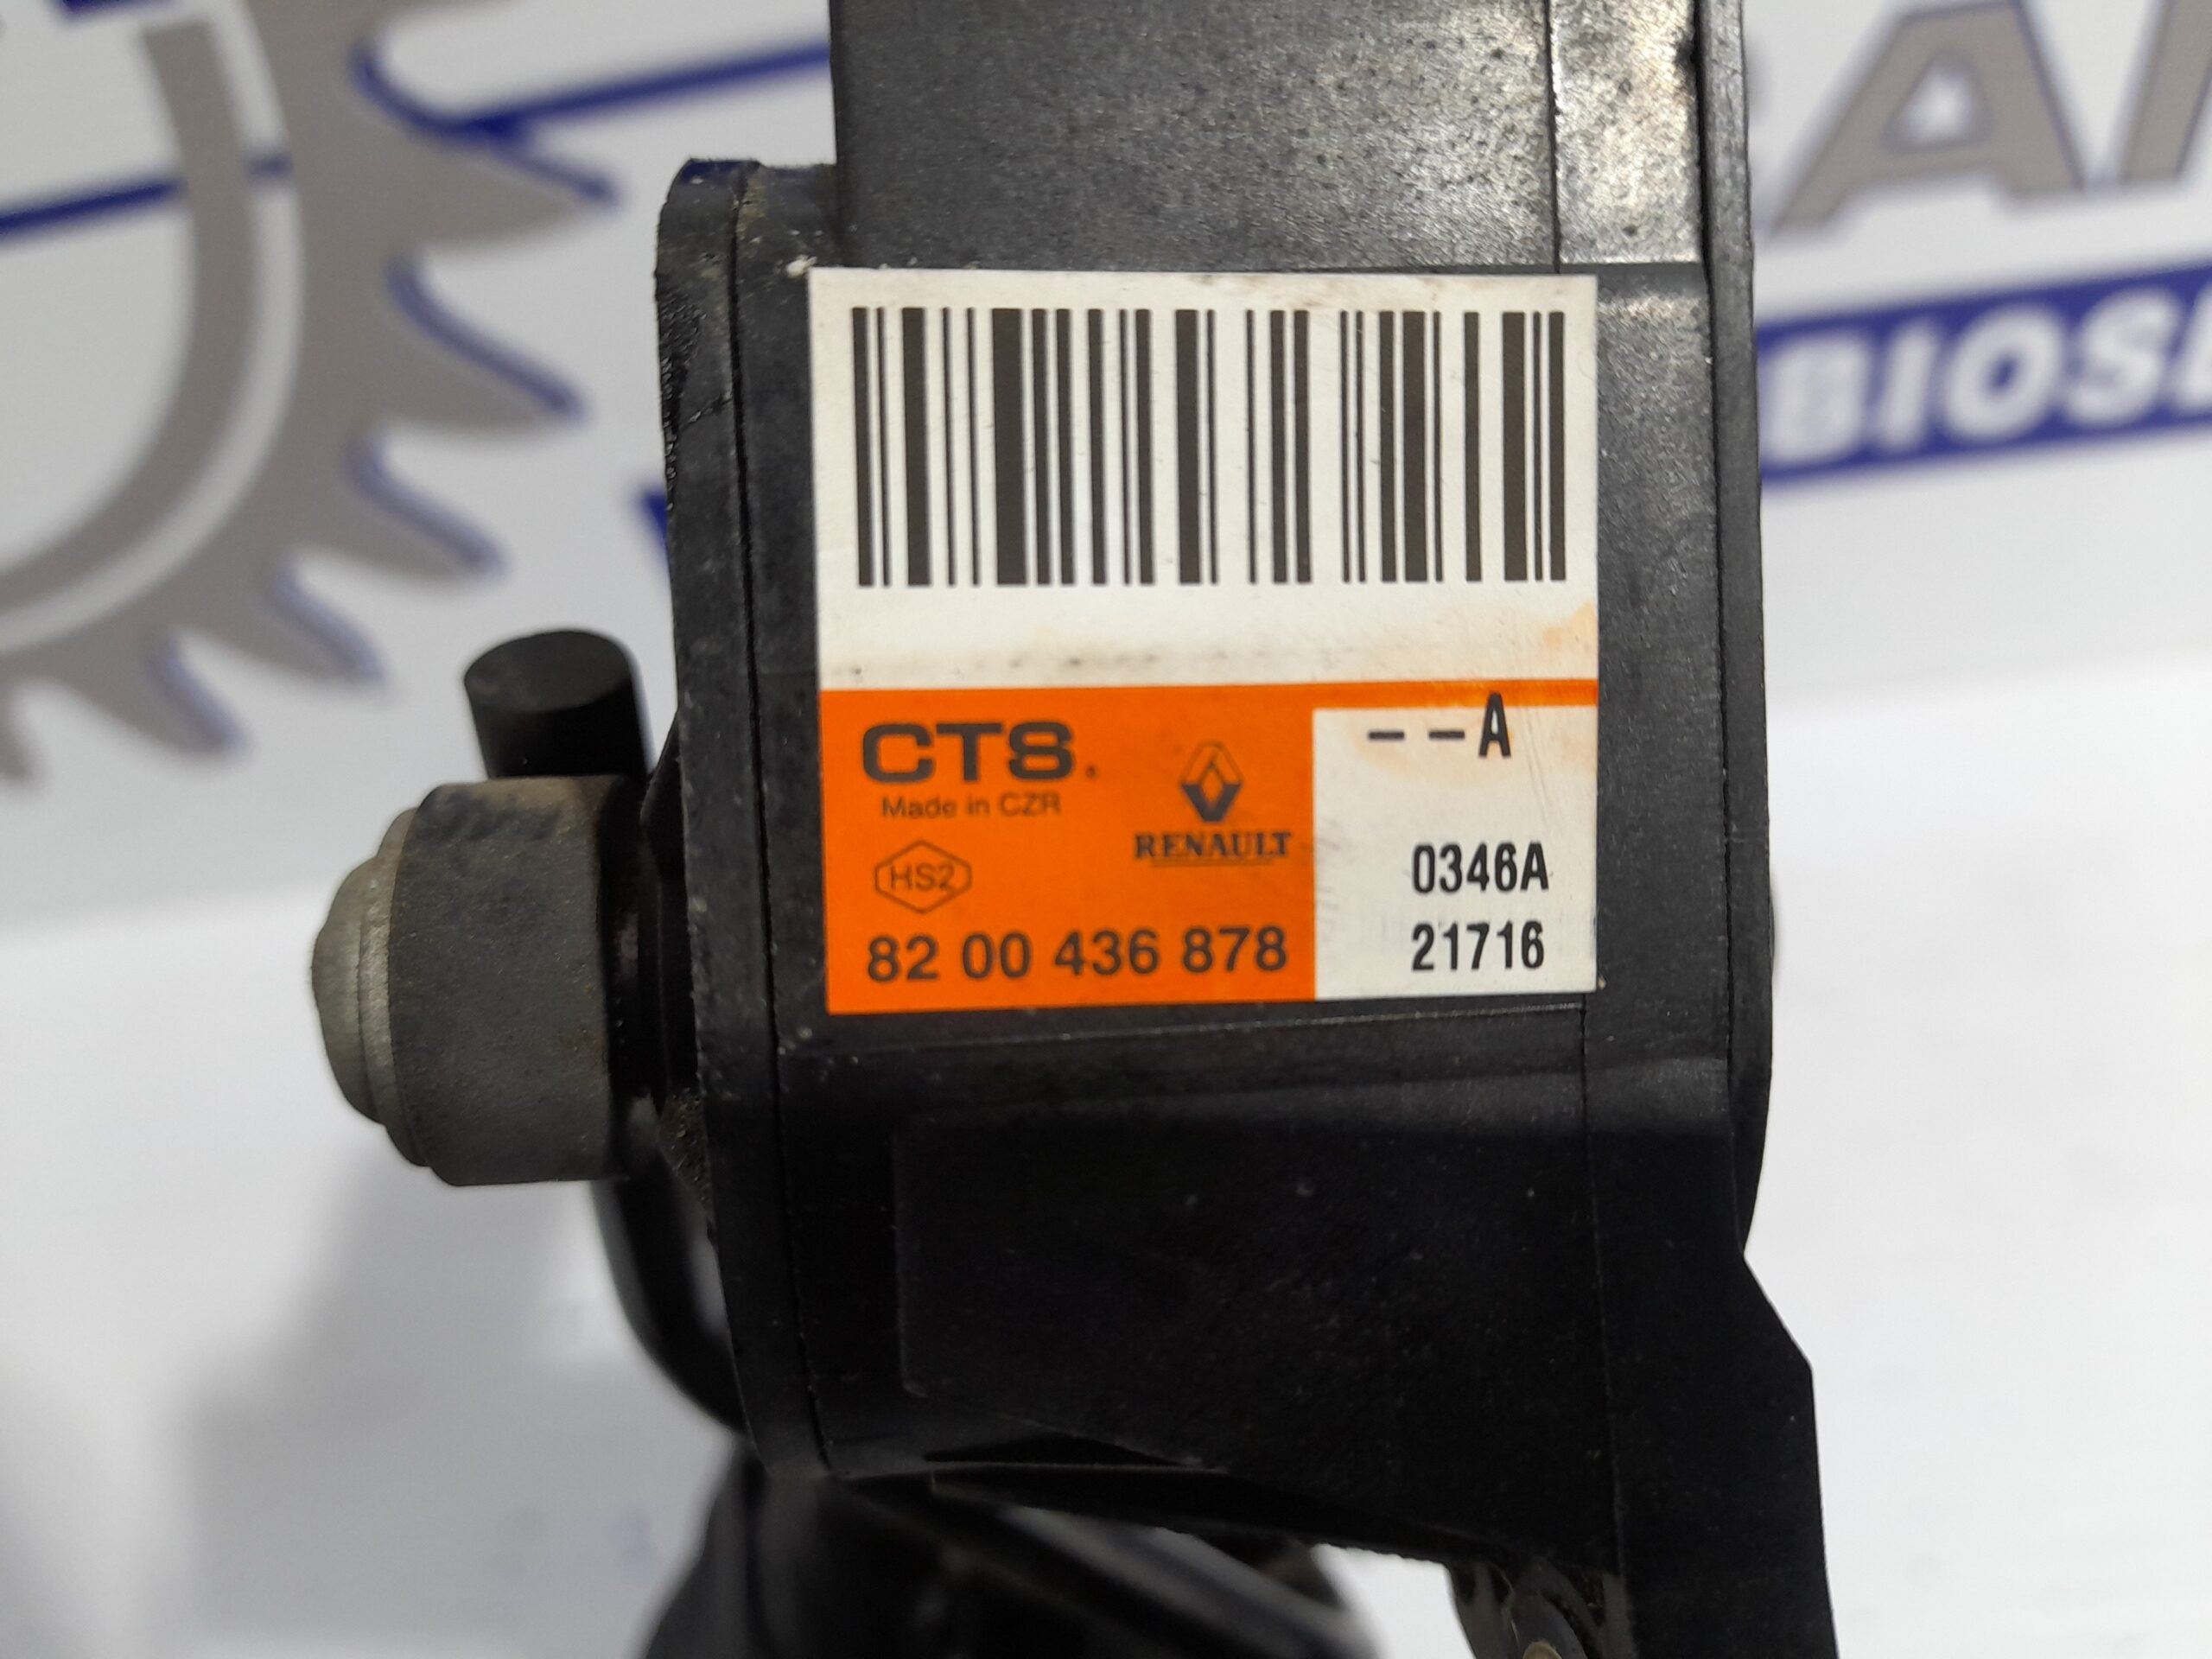 CTS.
Made in CZR
RENAULT
HS2
82 00 436 878
– – A
0346A
21716